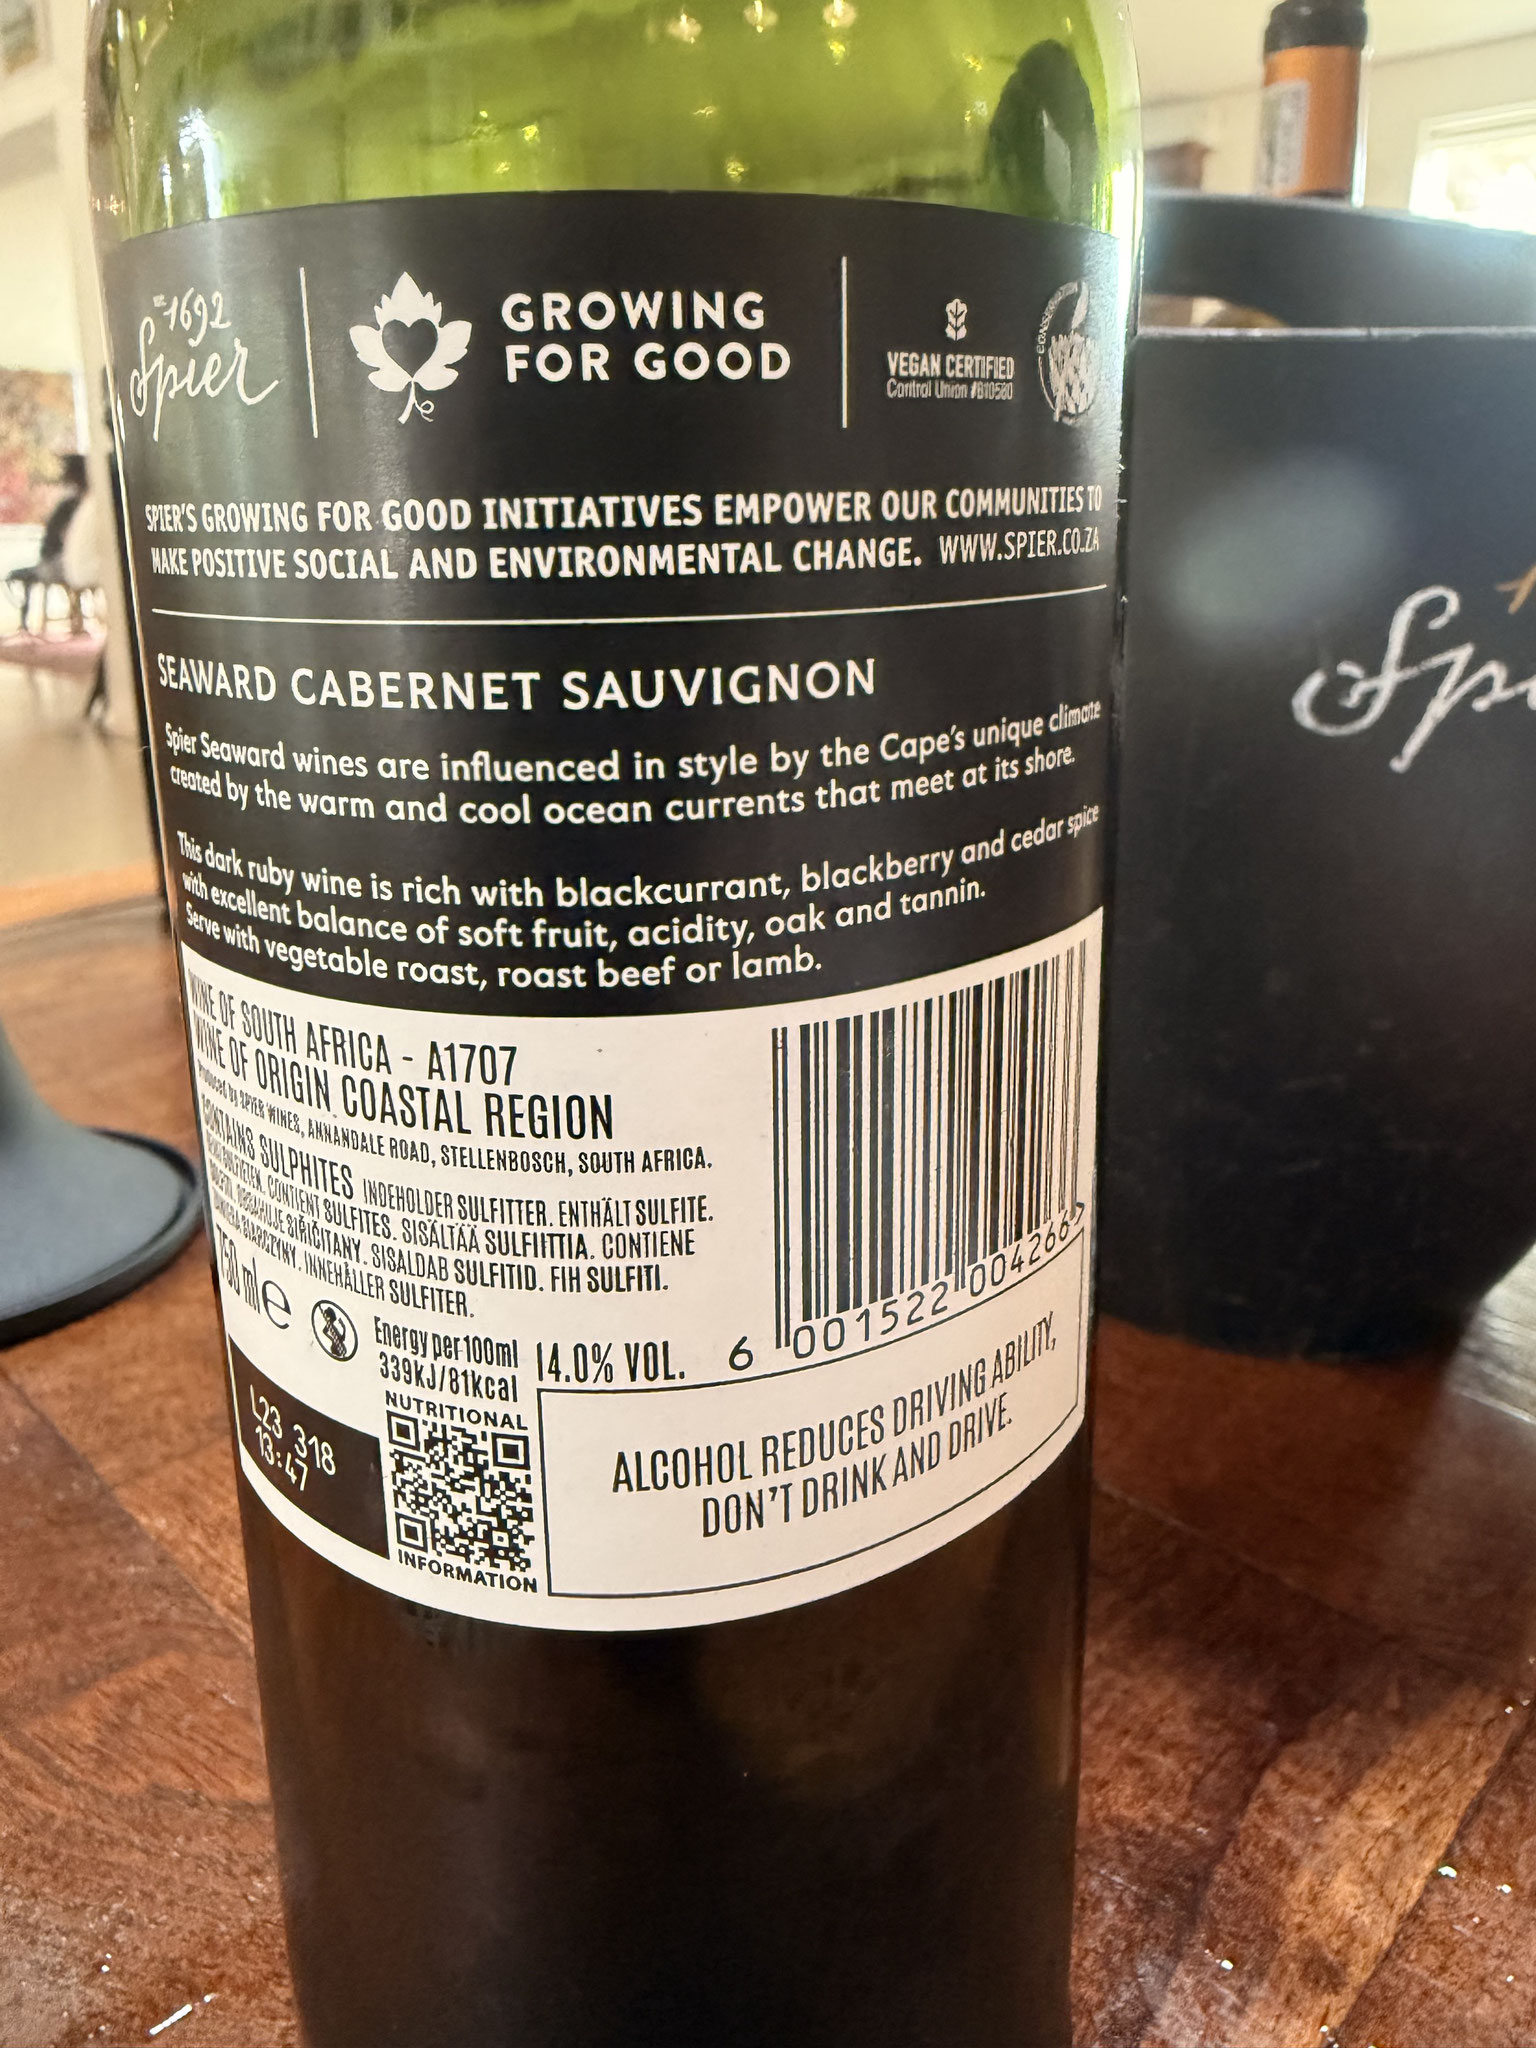 1692
Spier
GROWING
FOR GOOD
VEGAN CERTIFIED
Control Union #810580
SPIER'S GROWING FOR GOOD INITIATIVES EMPOWER OUR COMMUNITIES TO
MAKE POSITIVE SOCIAL AND ENVIRONMENTAL CHANGE. WWW.SPIER.CO.ZA
SEAWARD CABERNET SAUVIGNON
Spier Seaward wines are influenced in style by the Cape's unique climate
created by the warm and cool ocean currents that meet at its shore.
This dark ruby wine is rich with blackcurrant, blackberry and cedar spice
with excellent balance of soft fruit, acidity, oak and tannin.
Serve with vegetable roast, roast beef or lamb.
WINE OF SOUTH AFRICA - A1707
WINE OF ORIGIN COASTAL REGION
Produced by SPIER WINES, ANNANDALE ROAD, STELLENBOSCH, SOUTH AFRICA.
CONTAINS SULPHITES INDEHOLDER SULFITTER. ENTHÄLT SULFITE.
CONTIENT SULFITES. SISÄLTÄÄ SULFIITTIA. CONTIENE
OBSAHUJE SIŘIČITANY. SISALDAB SULFITID. FIH SULFITI.
INNEHÅLLER SULFITER.
750 ml e
Energy per 100ml
339KJ/81Kcal
14.0% VOL.
6 001522 004266 >
L23 318
13:47
NUTRITIONAL
INFORMATION
ALCOHOL REDUCES DRIVING ABILITY,
DON'T DRINK AND DRIVE.